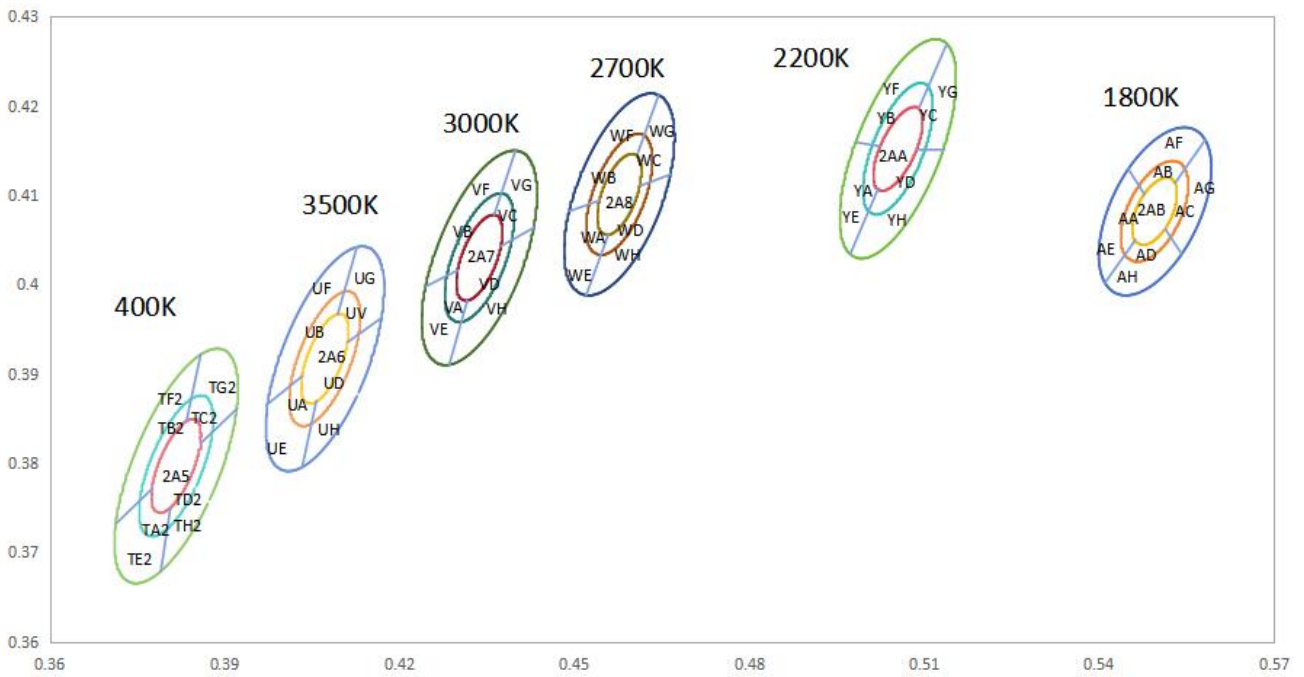 0.43
0.42
0.41
0.4
0.39
0.38
0.37
0.36
0.36
0.39
0.42
0.45
0.48
0.51
0.54
0.57
400K
TF2
TG2
TB2
TC2
2A5
TD2
TA2
TH2
TE2
3500K
UF
UG
UB
UV
2A6
UD
UA
UH
UE
3000K
VF
VG
VB
VC
2A7
VD
VA
VH
VE
2700K
WF
WG
WB
WC
2A8
WA
WD
WH
WE
2200K
YF
YG
YB
YC
2AA
YA
YD
YE
YH
1800K
AF
AB
AG
AA
2AB
AC
AE
AD
AH